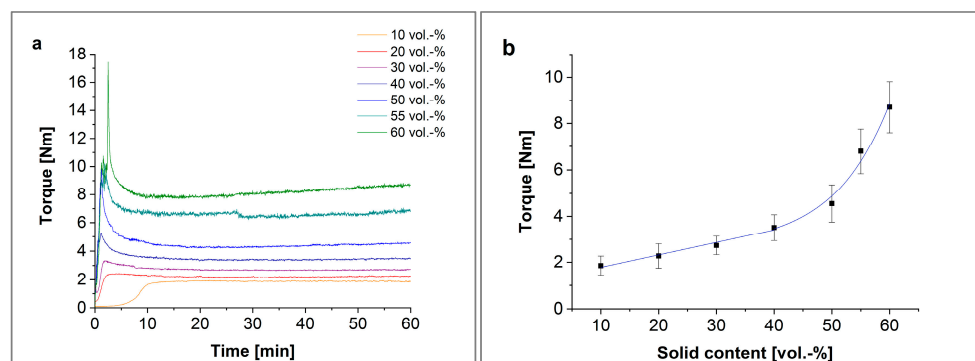 a
10 vol.-%
20 vol.-%
30 vol.-%
40 vol.-%
50 vol.-%
55 vol.-%
60 vol.-%
18
16
14
12
10
8
6
4
2
0
Torque [Nm]
0 10 20 30 40 50 60
Time [min]
b
10
8
6
4
2
0
Torque [Nm]
10 20 30 40 50 60
Solid content [vol.-%]